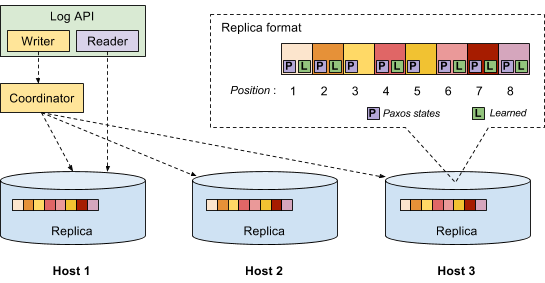 Log API
Writer
Reader
Coordinator
Replica format
P L P L P P L P P L P L P L
Position : 1 2 3 4 5 6 7 8
P Paxos states L Learned
Replica
Replica
Replica
Host 1
Host 2
Host 3